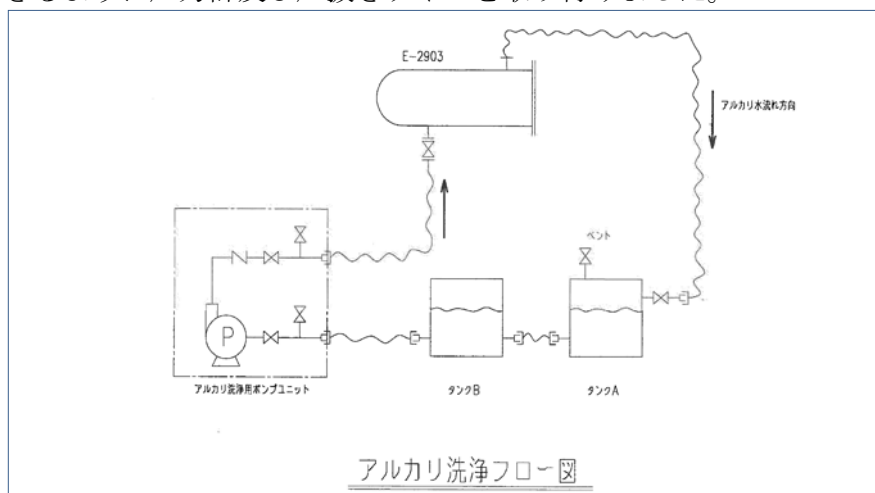 E-2903
アルカリ水流れ方向
ベント
P
アルカリ洗浄用ポンプユニット
タンクB
タンクA
アルカリ洗浄フロー図